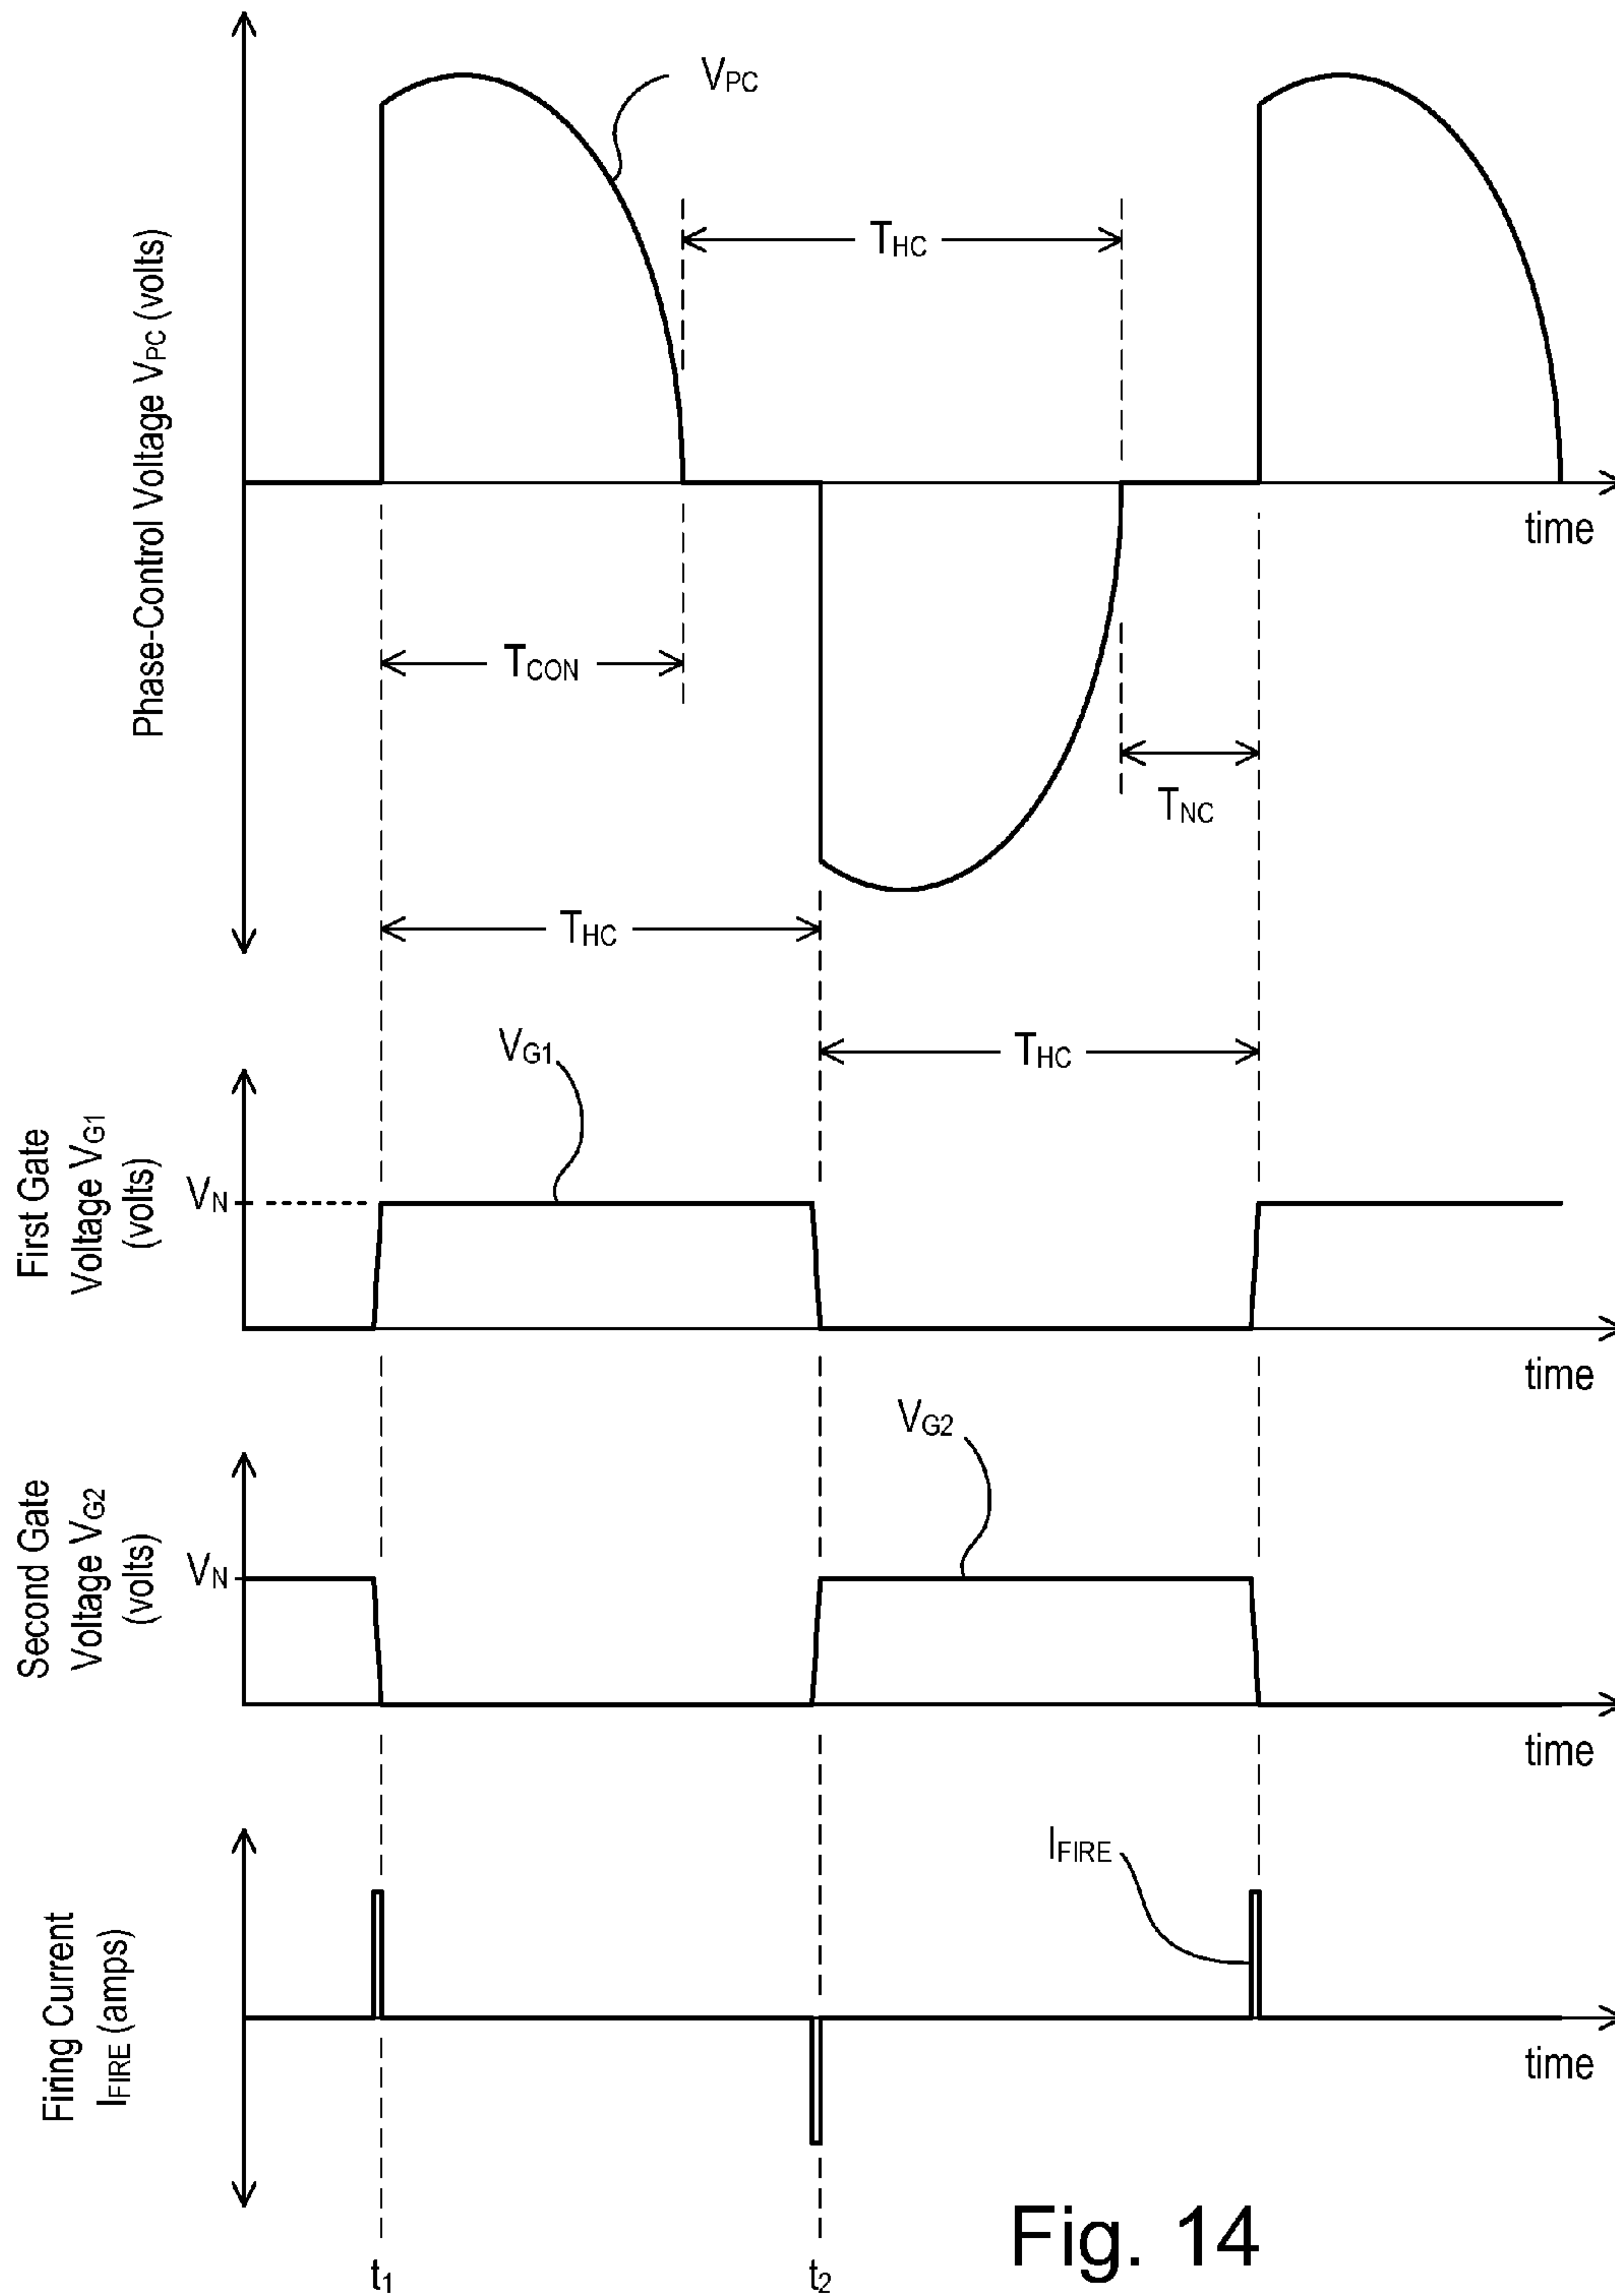 Phase-Control Voltage VPC (volts)
VPC
THC
time
TCON
TNC
THC
THC
First Gate
Voltage VG1
(volts)
VG1
VN
time
Second Gate
Voltage VG2
(volts)
VG2
VN
time
Firing Current
IFIRE (amps)
IFIRE
time
t1
t2
Fig. 14